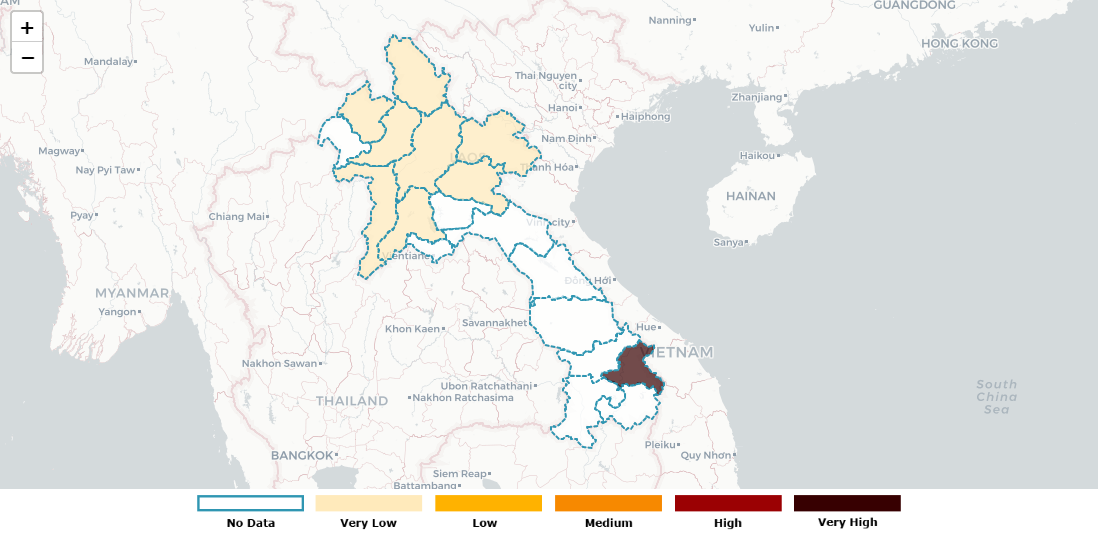 +
−
GUANGDONG
Nanning
Yulin
HONG KONG
Mandalay
Thai Nguyen
city
Zhanjiang
Hanoi
Haiphong
Nam Định
Magway
Haikou
LAOS
Thanh Hóa
Nay Pyi Taw
HAINAN
Pyay
Chiang Mai
Vinh city
Sanya
entiane
Đồng Hới
MYANMAR
Yangon
Savannakhet
Khon Kaen
Hue
VIETNAM
Nakhon Sawan
Ubon Ratchathani
South
China
Sea
THAILAND
Nakhon Ratchasima
Pleiku
BANGKOK
Quy Nhơn
Siem Reap
Battambang
No Data
Very Low
Low
Medium
High
Very High